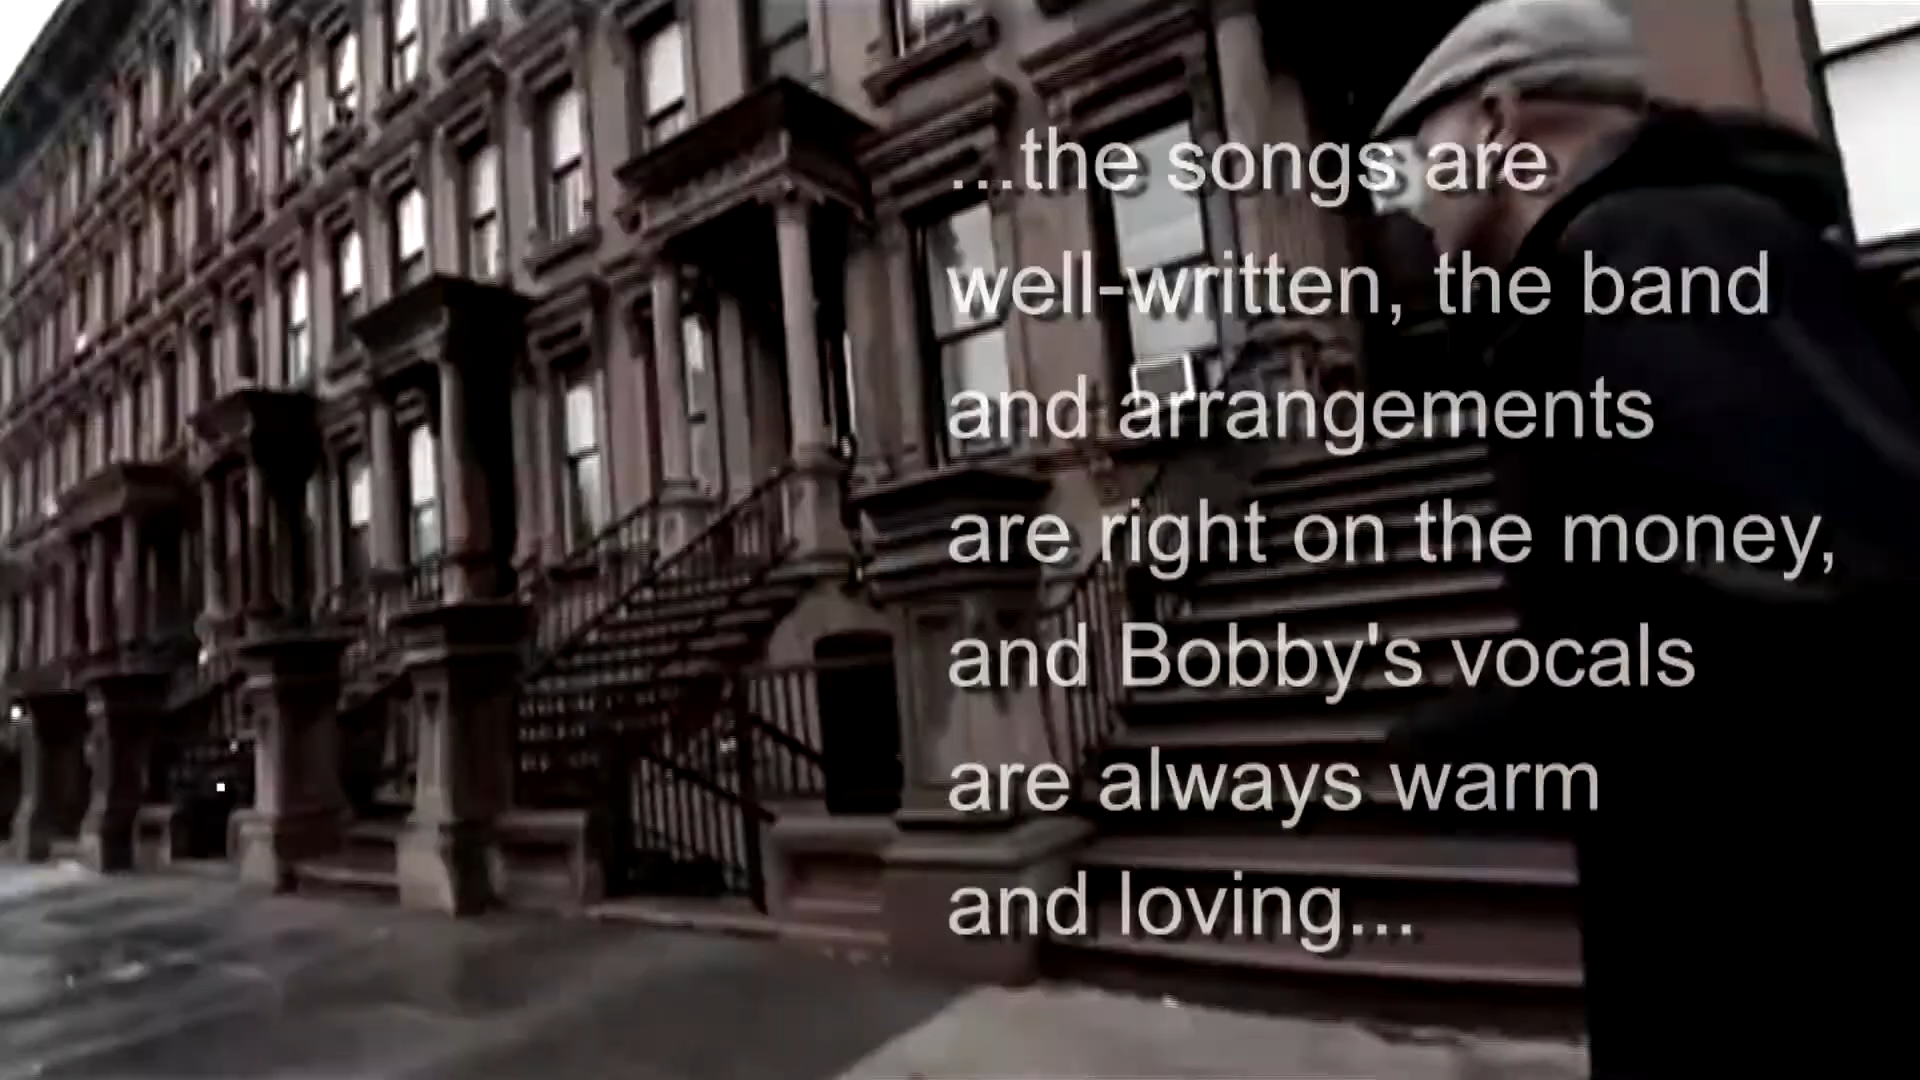 ...the songs are
well-written, the band
and arrangements
are right on the money,
and Bobby's vocals
are always warm
and loving...